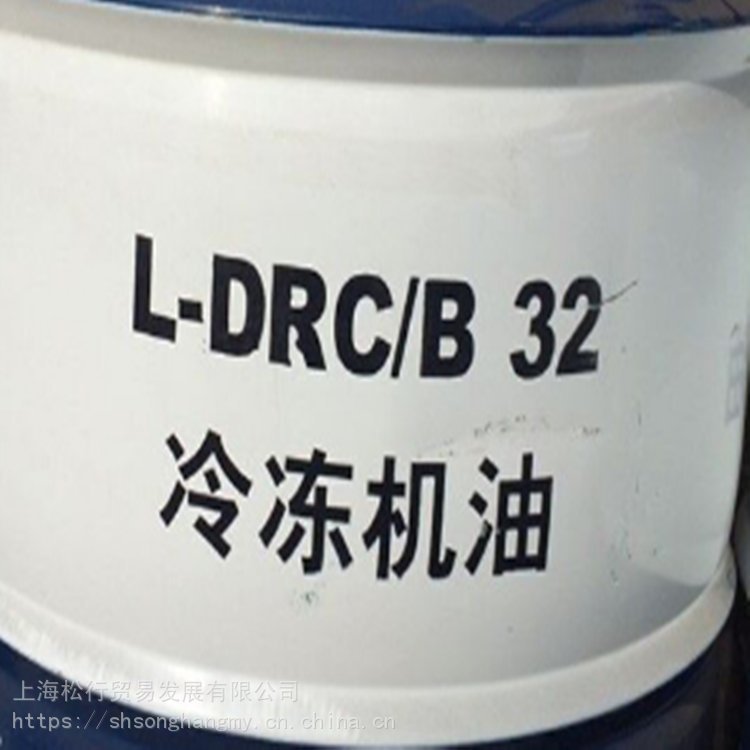 L-DRC/B 32
冷冻机油
上海松行贸易发展有限公司
https://shsonghangmy.cn.china.cn